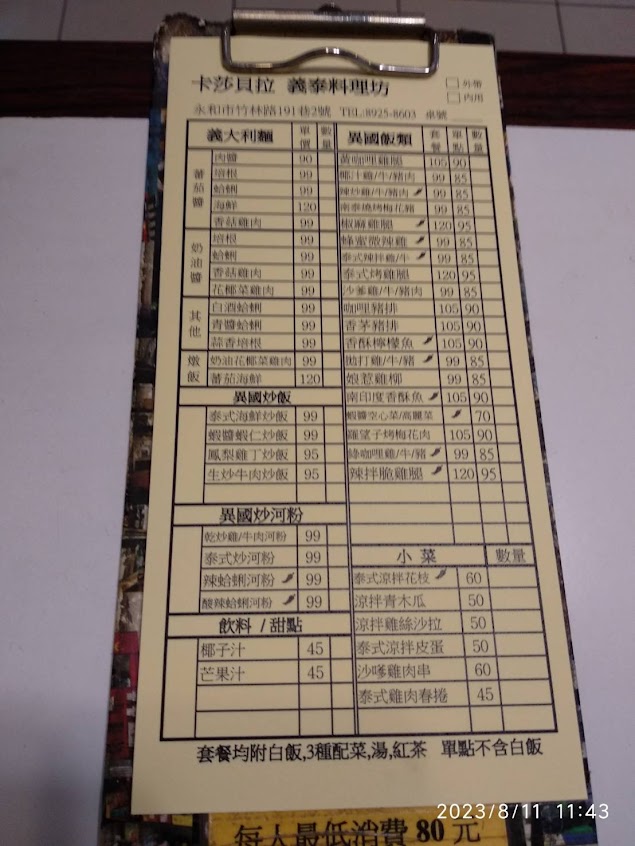 卡莎貝拉 義泰料理坊
□ 外帶
□ 內用
永和市竹林路191巷2號 TEL:8925-8603 桌號
義大利麵 單價 數量
蕃茄醬
肉醬 90
培根 99
蛤蜊 99
海鮮 120
香菇雞肉 99
奶油醬
培根 99
蛤蜊 99
香菇雞肉 99
花椰菜雞肉 99
其他
白酒蛤蜊 99
青醬蛤蜊 99
蒜香培根 99
燉飯
奶油花椰菜雞肉 99
蕃茄海鮮 120
異國炒飯
泰式海鮮炒飯 99
蝦醬蝦仁炒飯 99
鳳梨雞丁炒飯 95
生炒牛肉炒飯 95
異國炒河粉
乾炒雞/牛肉河粉 99
泰式炒河粉 99
辣蛤蜊河粉 99
酸辣蛤蜊河粉 99
飲料 / 甜點
椰子汁 45
芒果汁 45
異國飯類 套餐 單點 數量
黃咖哩雞腿 105 90
椰汁雞/牛/豬肉 99 85
辣炒雞/牛/豬肉 99 85
南泰燒烤梅花豬 99 85
椒麻雞腿 120 95
蜂蜜微辣雞 99 85
泰式辣拌雞/牛 99 85
泰式烤雞腿 120 95
沙爹雞/牛/豬肉 99 85
咖哩豬排 105 90
香茅豬排 105 90
香酥檸檬魚 105 90
拋打雞/牛/豬 99 85
娘惹雞柳 99 85
南印度香酥魚 105 90
蝦醬空心菜/高麗菜 70
羅望子烤梅花肉 105 90
綠咖哩雞/牛/豬 99 85
辣拌脆雞腿 120 95
小 菜 數量
泰式涼拌花枝 60
涼拌青木瓜 50
涼拌雞絲沙拉 50
泰式涼拌皮蛋 50
沙嗲雞肉串 60
泰式雞肉春捲 45
套餐均附白飯,3種配菜,湯,紅茶 單點不含白飯
每人最低消費 80 元
2023/8/11 11:43